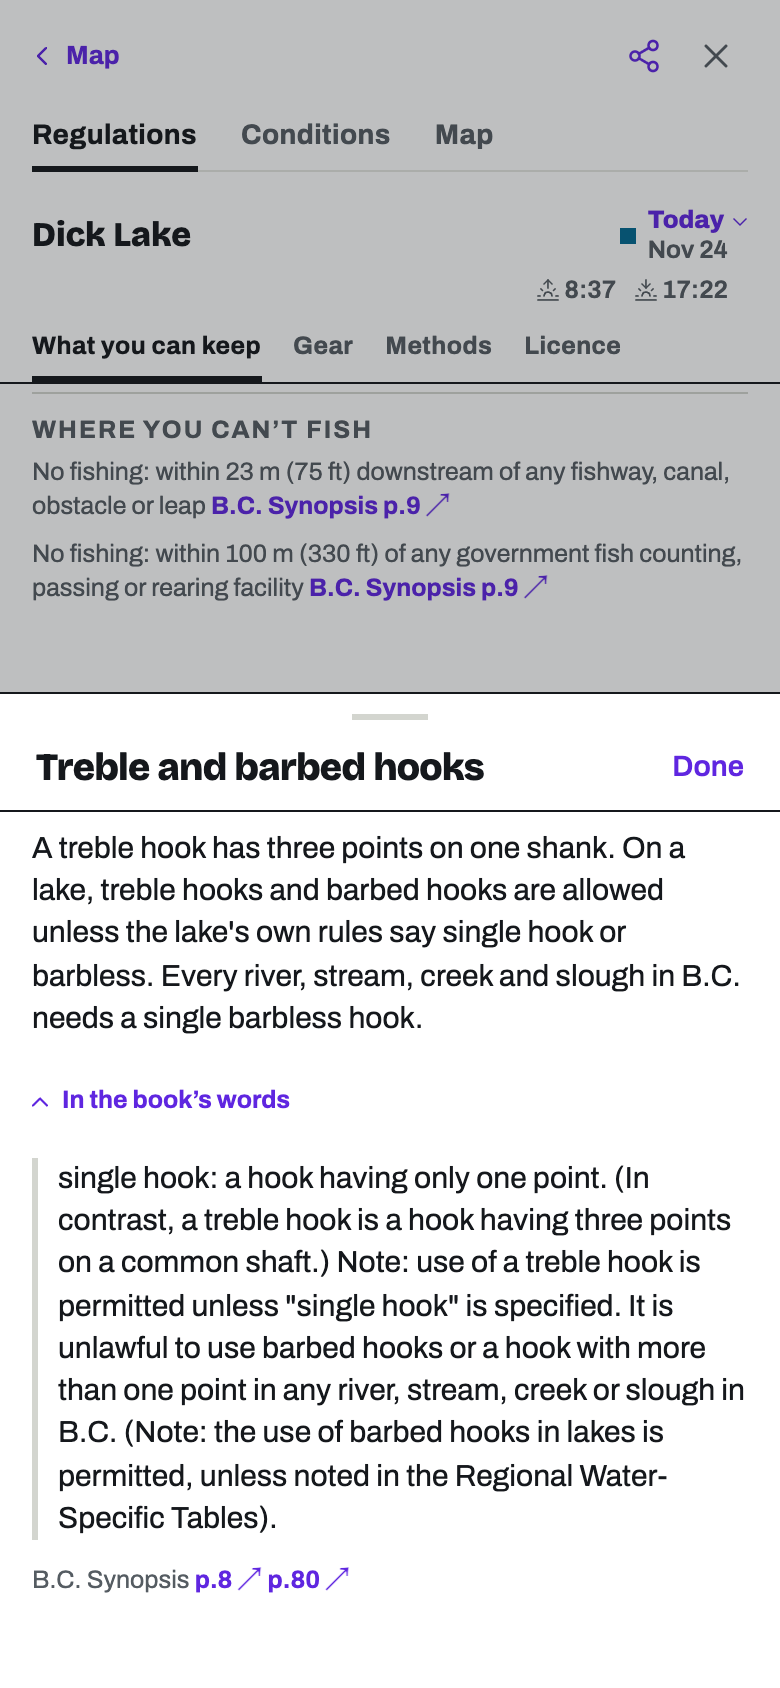 Map
Regulations Conditions Map
Dick Lake
Today
Nov 24
8:37 17:22
What you can keep Gear Methods Licence
WHERE YOU CAN’T FISH
No fishing: within 23 m (75 ft) downstream of any fishway, canal,
obstacle or leap B.C. Synopsis p.9
No fishing: within 100 m (330 ft) of any government fish counting,
passing or rearing facility B.C. Synopsis p.9
Treble and barbed hooks
Done
A treble hook has three points on one shank. On a
lake, treble hooks and barbed hooks are allowed
unless the lake's own rules say single hook or
barbless. Every river, stream, creek and slough in B.C.
needs a single barbless hook.
In the book’s words
single hook: a hook having only one point. (In
contrast, a treble hook is a hook having three points
on a common shaft.) Note: use of a treble hook is
permitted unless "single hook" is specified. It is
unlawful to use barbed hooks or a hook with more
than one point in any river, stream, creek or slough in
B.C. (Note: the use of barbed hooks in lakes is
permitted, unless noted in the Regional Water-
Specific Tables).
B.C. Synopsis p.8 p.80